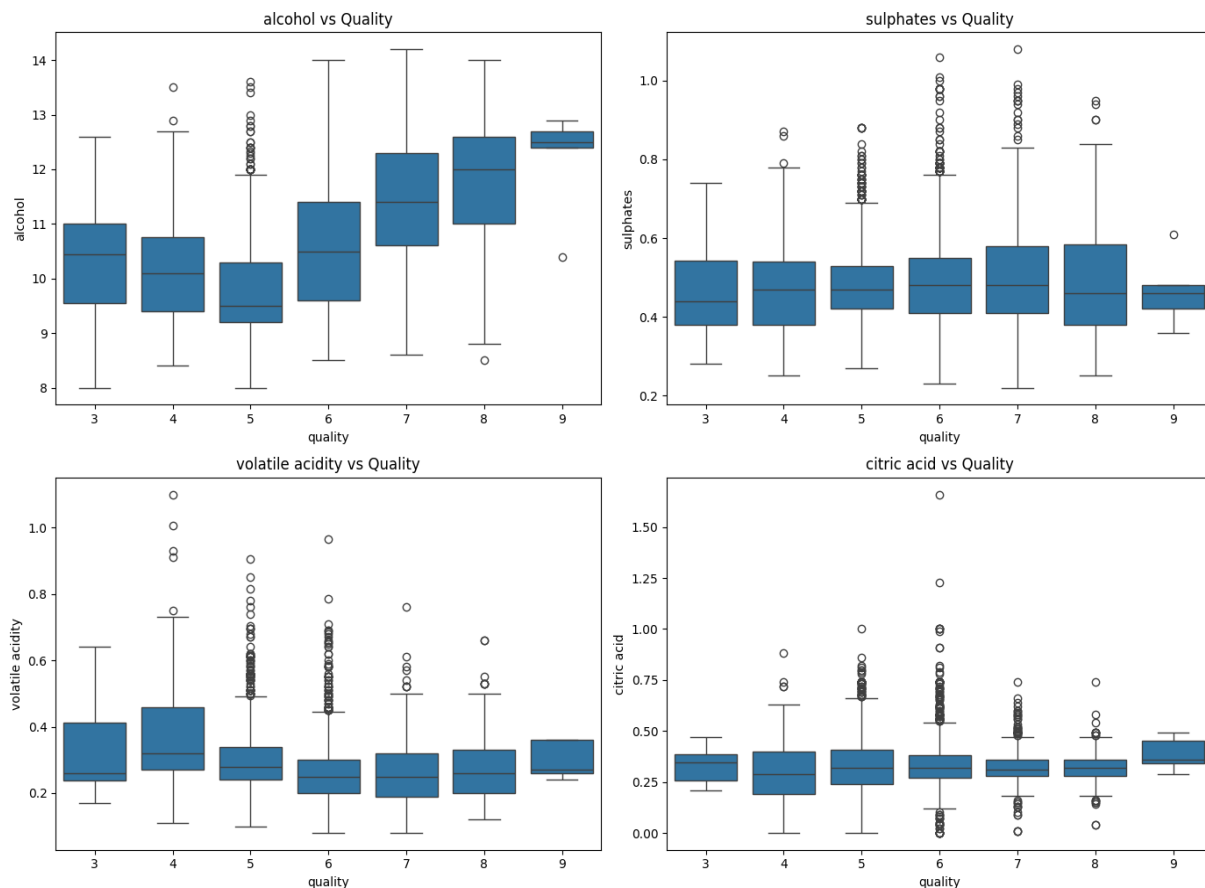 alcohol vs Quality
14
13
12
11
10
9
8
alcohol
3 4 5 6 7 8 9
quality
sulphates vs Quality
1.0
0.8
0.6
0.4
0.2
sulphates
3 4 5 6 7 8 9
quality
volatile acidity vs Quality
1.0
0.8
0.6
0.4
0.2
volatile acidity
3 4 5 6 7 8 9
quality
citric acid vs Quality
1.50
1.25
1.00
0.75
0.50
0.25
0.00
citric acid
3 4 5 6 7 8 9
quality